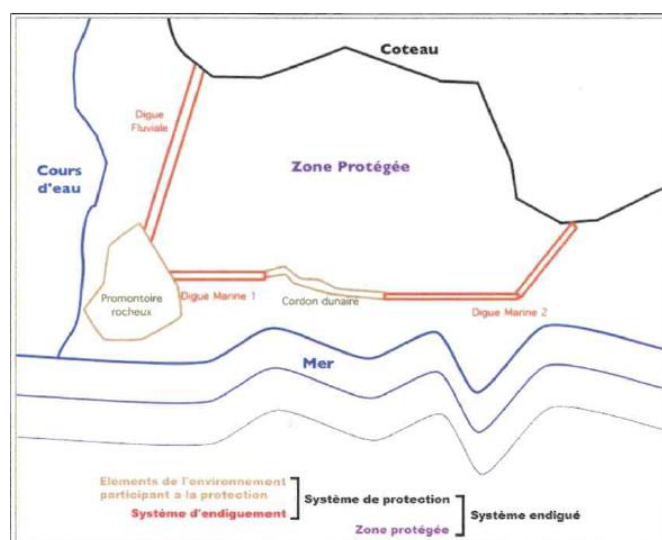 Coteau
Digue
Fluviale
Zone Protégée
Cours
d'eau
Promontoire
rocheux
Digue Marine 1
Cordon dunaire
Digue Marine 2
Mer
Elements de l'environnement
participant a la protection
Système d'endiguement
Système de protection
Zone protégée
Système endigué